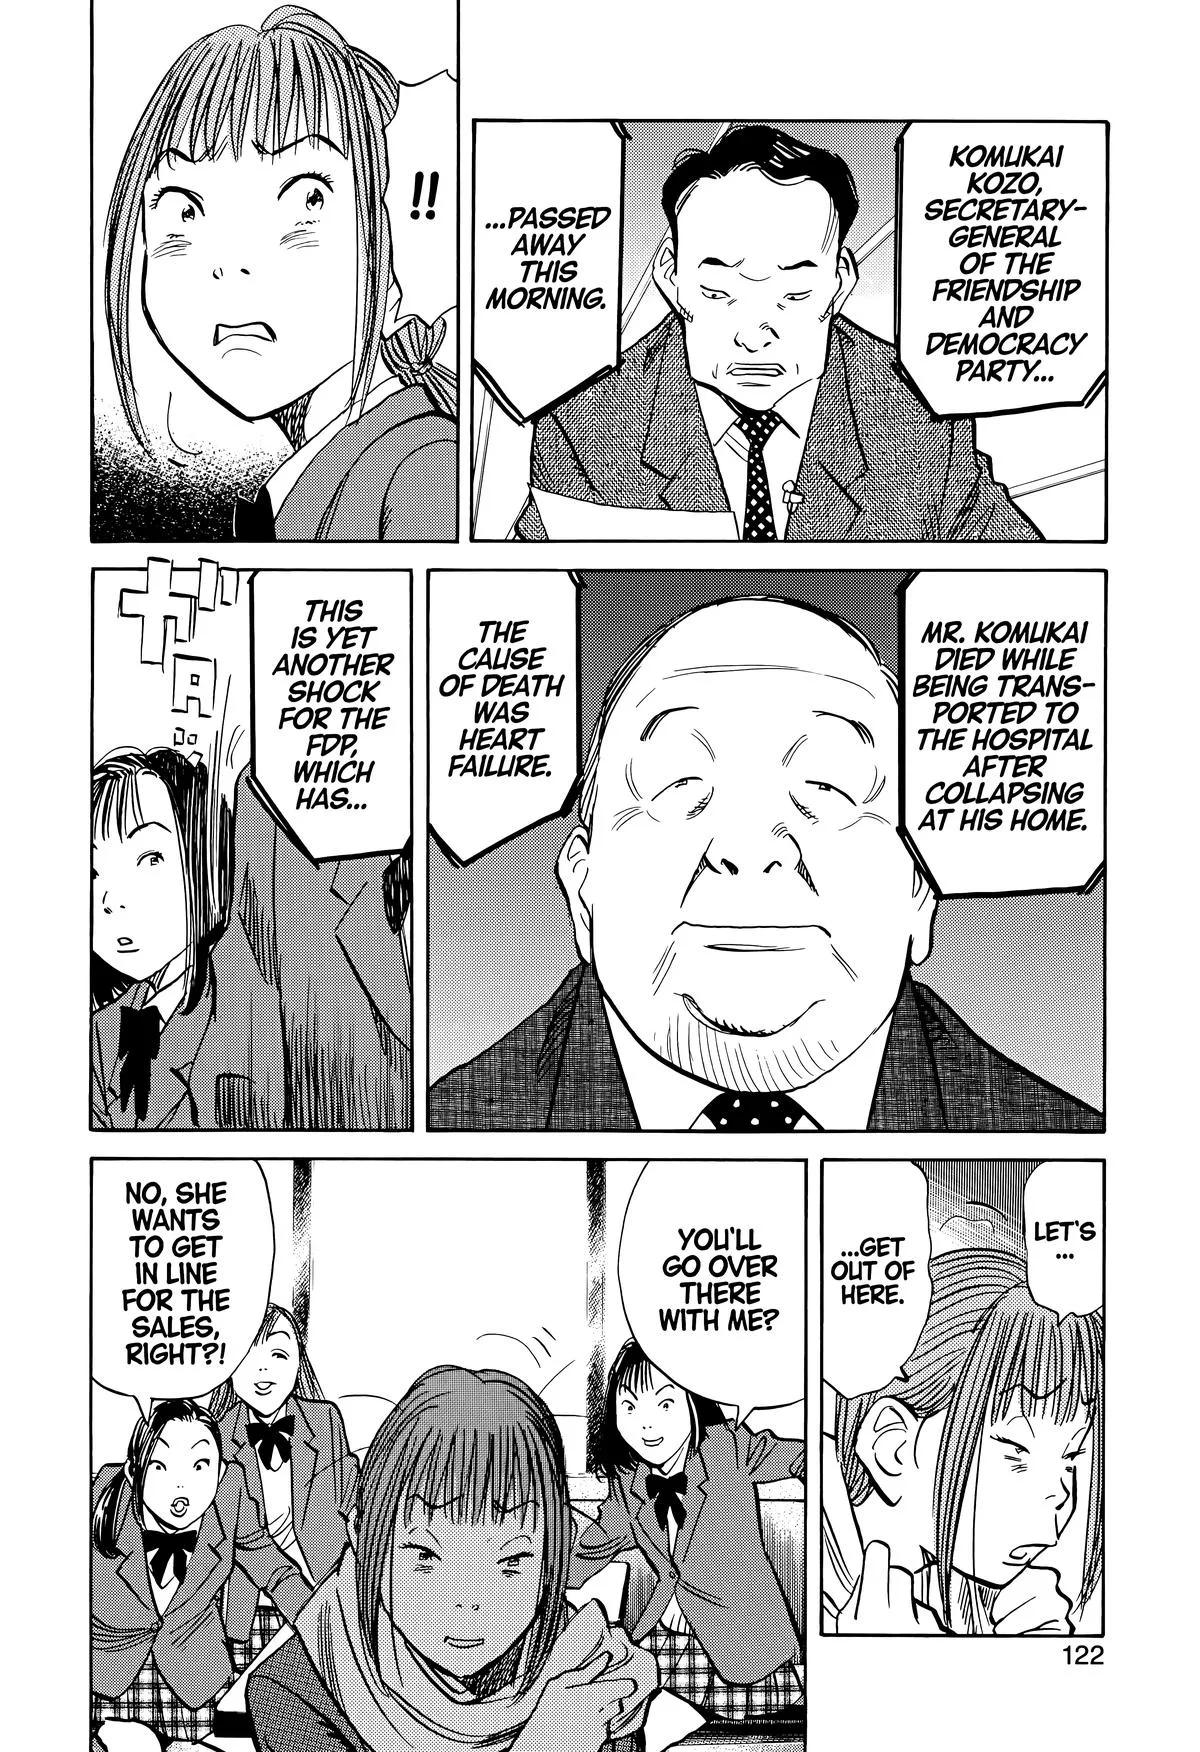 KOMUKAI
KOZO,
SECRETARY-
GENERAL
OF THE
FRIENDSHIP
AND
DEMOCRACY
PARTY...
...PASSED
AWAY
THIS
MORNING.
!!
MR. KOMUKAI
DIED WHILE
BEING TRANS-
PORTED TO
THE HOSPITAL
AFTER
COLLAPSING
AT HIS HOME.
THE
CAUSE
OF DEATH
WAS
HEART
FAILURE.
THIS
IS YET
ANOTHER
SHOCK
FOR THE
FDP,
WHICH
HAS...
LET'S
...
...GET
OUT OF
HERE.
YOU'LL
GO OVER
THERE
WITH ME?
NO, SHE
WANTS
TO GET
IN LINE
FOR THE
SALES,
RIGHT?!
122